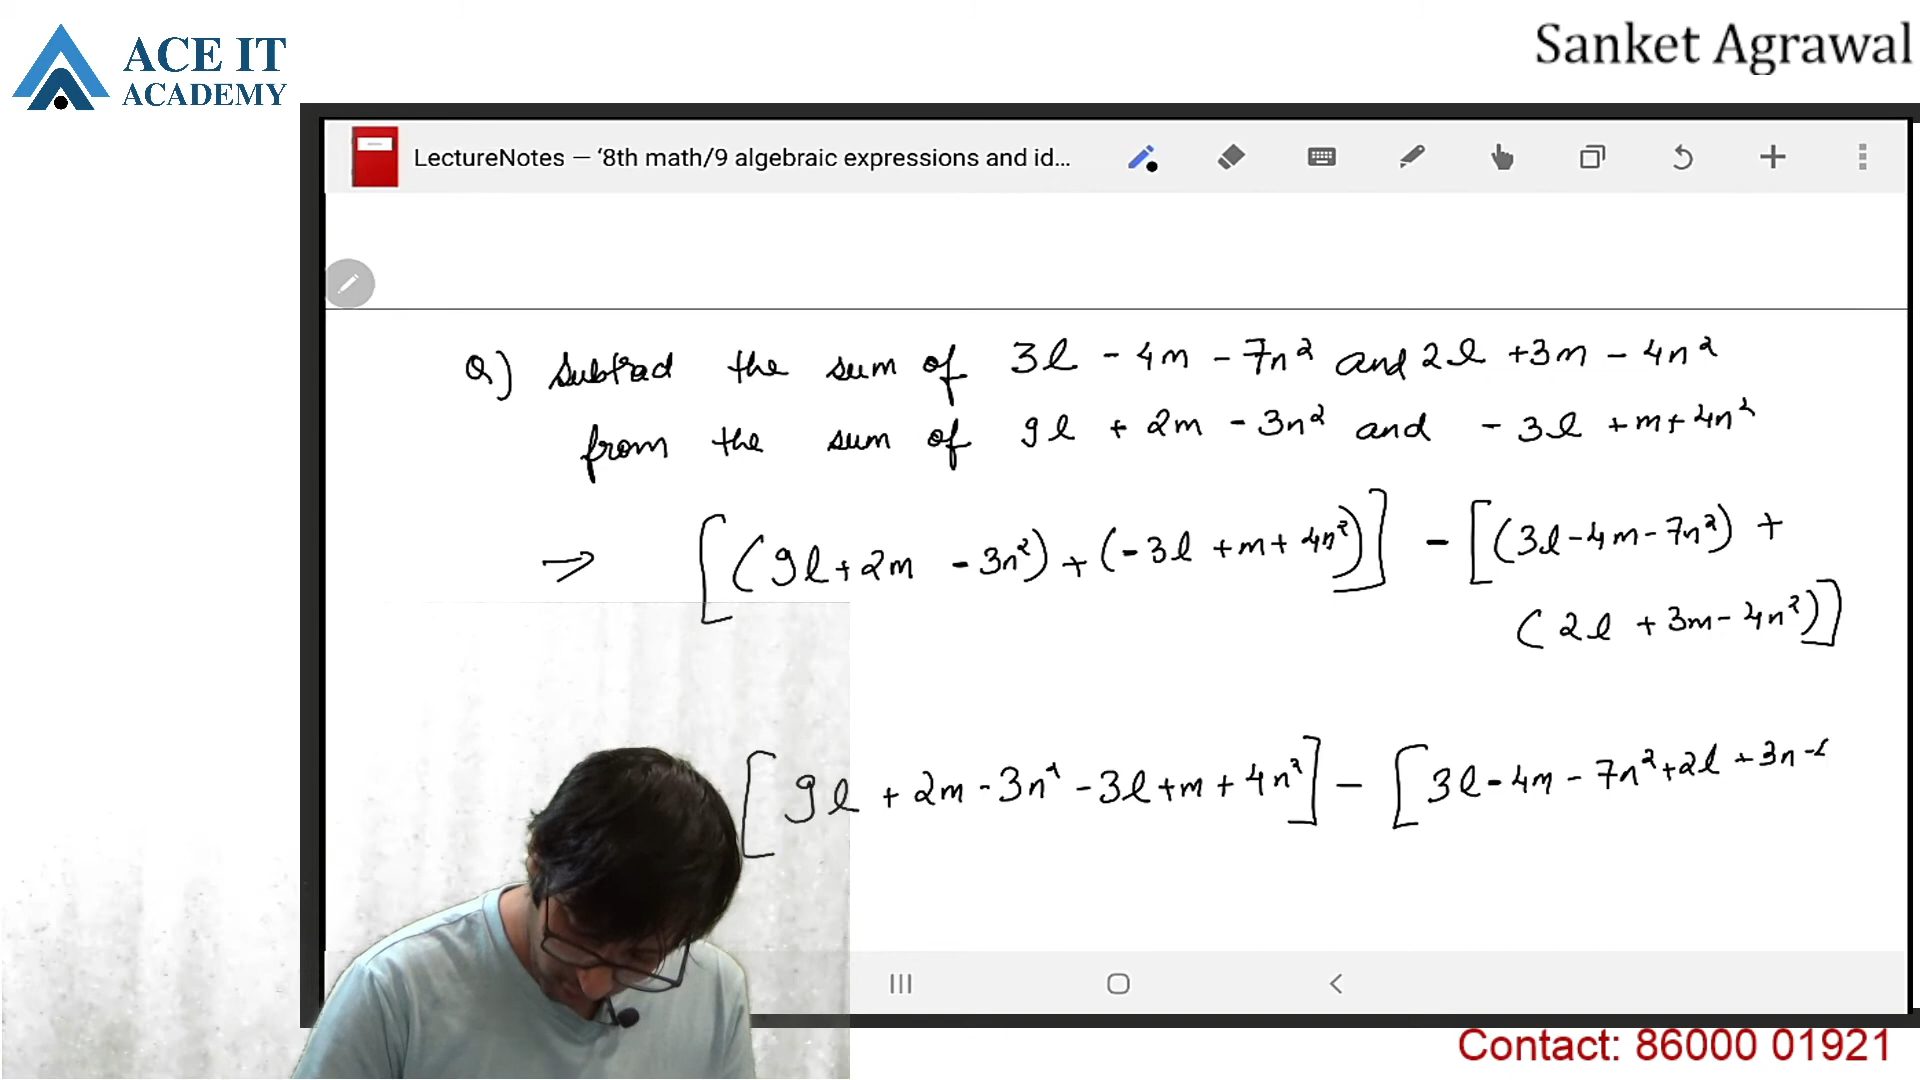 ACE IT
ACADEMY
Sanket Agrawal
LectureNotes — ‘8th math/9 algebraic expressions and id...
Q) Subtract the sum of 3l - 4m - 7n² and 2l + 3m - 4n²
from the sum of 9l + 2m - 3n² and - 3l + m + 4n²
→ [(9l + 2m - 3n²) + (-3l + m + 4n²)] - [(3l - 4m - 7n²) +
(2l + 3m - 4n²)]
[9l + 2m - 3n² - 3l + m + 4n²] - [3l - 4m - 7n² + 2l + 3n -
Contact: 86000 01921